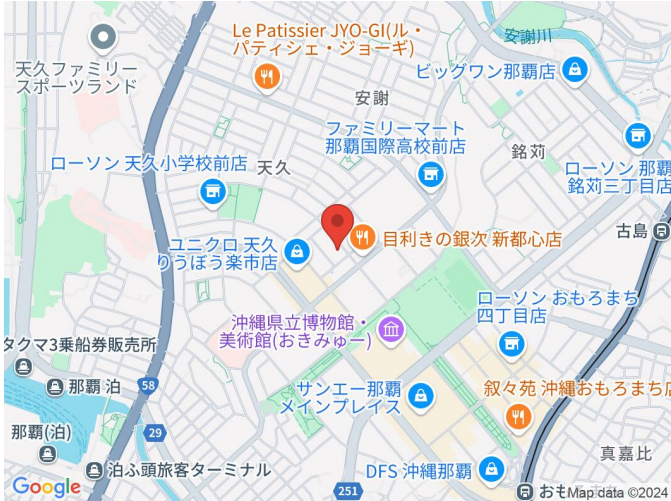 Le Patissier JYO-GI(ル・
パティシェ・ジョーギ)
安謝川
天久ファミリー
スポーツランド
ビッグワン那覇店
安謝
ファミリーマート
那覇国際高校前店
銘苅
ローソン 天久小学校前店
天久
ローソン 那覇
銘苅三丁目店
古島
ユニクロ 天久
りうぼう楽市店
目利きの銀次 新都心店
沖縄県立博物館・
美術館(おきみゅー)
ローソン おもろまち
四丁目店
タクマ3乗船券販売所
那覇 泊
58
サンエー那覇
メインプレイス
叙々苑 沖縄おもろまち店
29
那覇(泊)
真嘉比
泊ふ頭旅客ターミナル
DFS 沖縄那覇
Google
251
おも
Map data ©2024